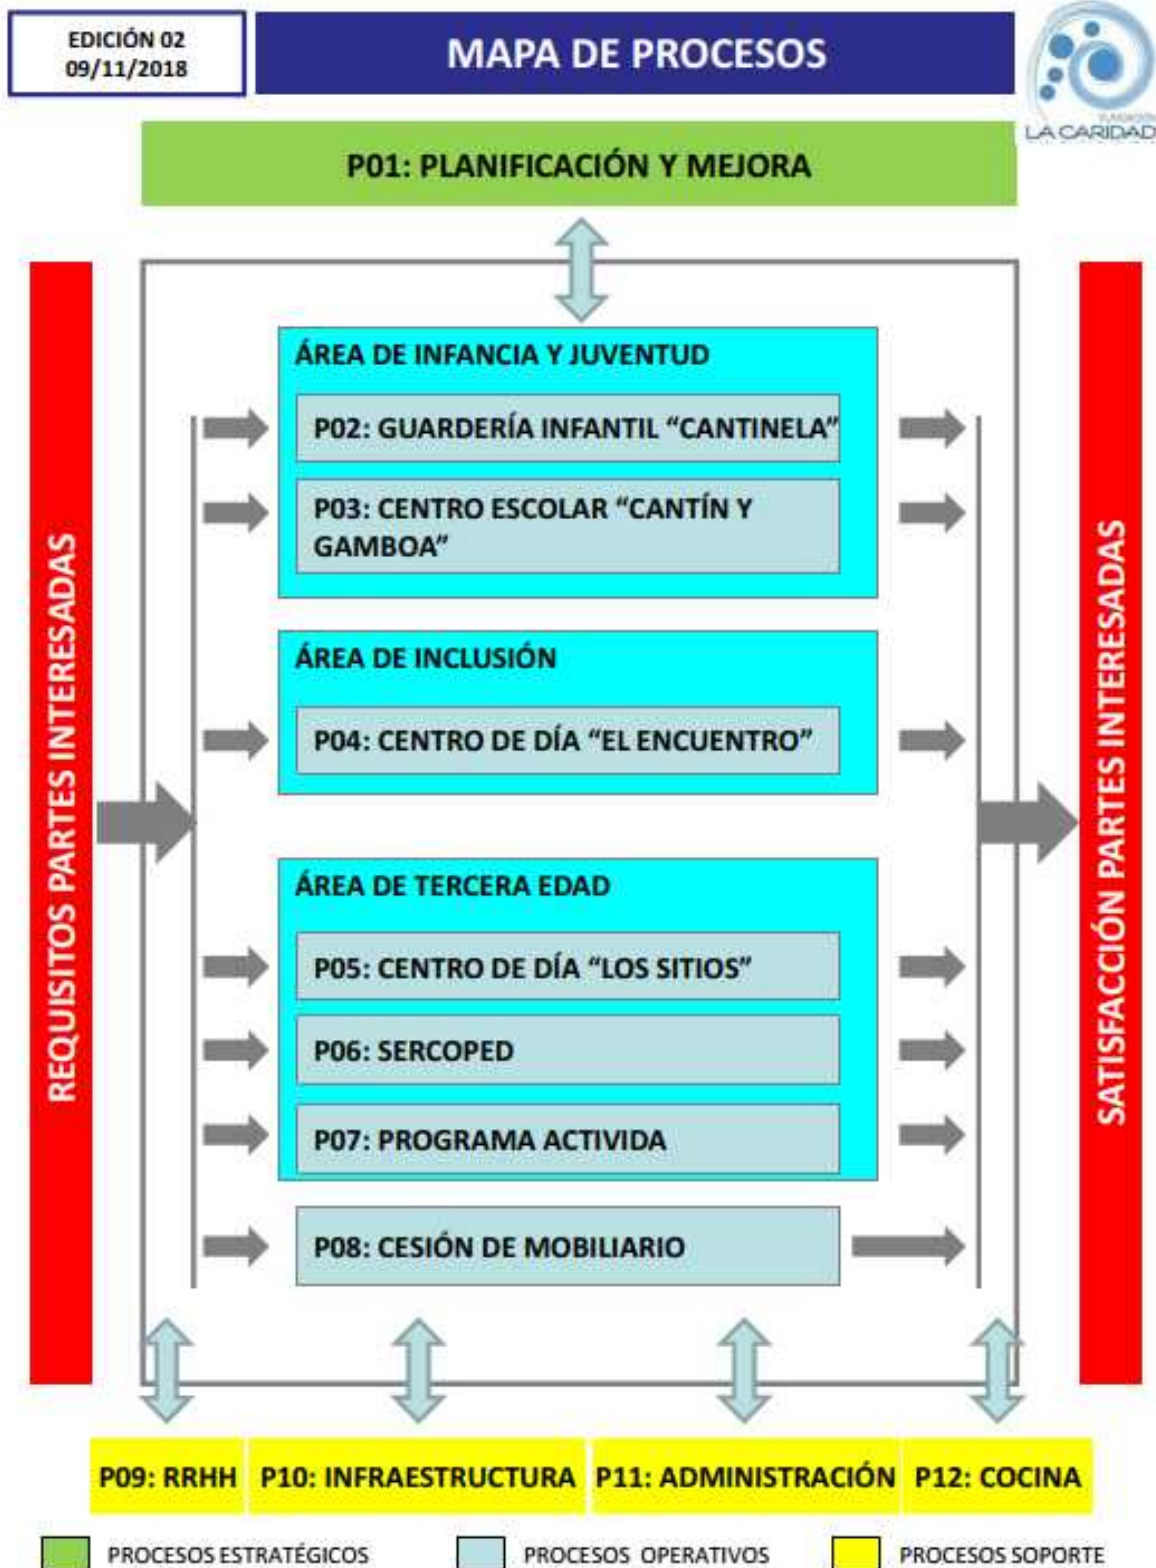 EDICIÓN 02
09/11/2018
MAPA DE PROCESOS
FUNDACIÓN
LA CARIDAD
P01: PLANIFICACIÓN Y MEJORA
REQUISITOS PARTES INTERESADAS
ÁREA DE INFANCIA Y JUVENTUD
P02: GUARDERÍA INFANTIL “CANTINELA”
P03: CENTRO ESCOLAR “CANTÍN Y
GAMBOA”
ÁREA DE INCLUSIÓN
P04: CENTRO DE DÍA “EL ENCUENTRO”
ÁREA DE TERCERA EDAD
P05: CENTRO DE DÍA “LOS SITIOS”
P06: SERCOPED
P07: PROGRAMA ACTIVIDA
P08: CESIÓN DE MOBILIARIO
SATISFACCIÓN PARTES INTERESADAS
P09: RRHH
P10: INFRAESTRUCTURA
P11: ADMINISTRACIÓN
P12: COCINA
PROCESOS ESTRATÉGICOS
PROCESOS OPERATIVOS
PROCESOS SOPORTE